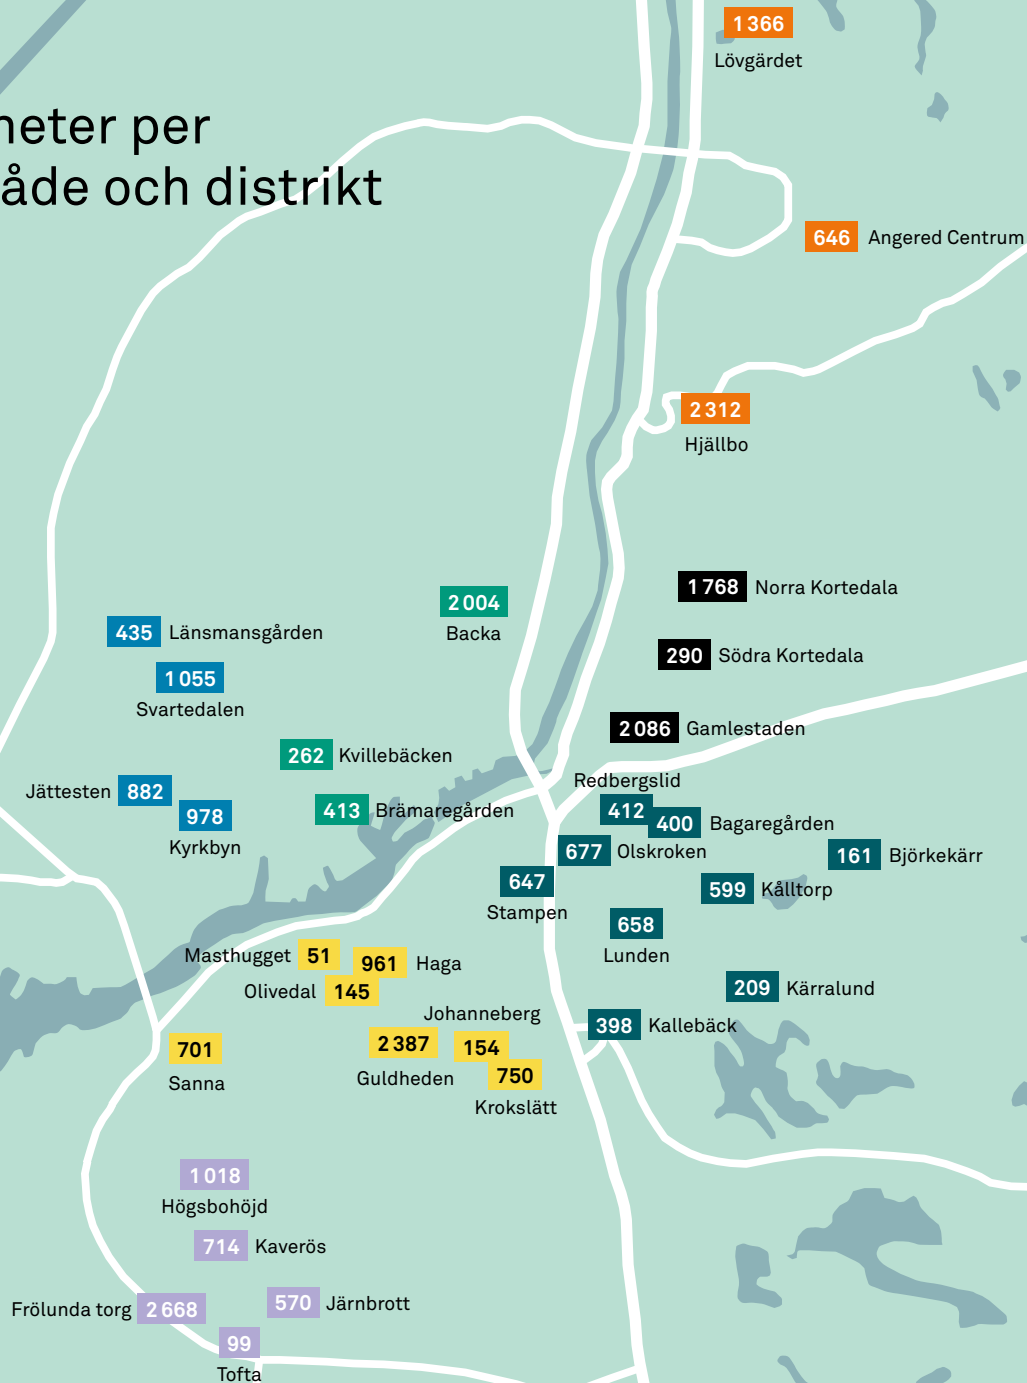 1 366
Lövgärdet
heter per
åde och distrikt
646 Angered Centrum
2 312
Hjällbo
1 768 Norra Kortedala
2 004
Backa
435 Länsmansgården
290 Södra Kortedala
1 055
Svartedalen
2 086 Gamlestaden
262 Kvillebäcken
Redbergslid
412
Jättesten 882
978
Kyrkbyn
413 Brämaregården
400 Bagaregården
677 Olskroken
161 Björkekärr
647
Stampen
599 Kålltorp
658
Lunden
Masthugget 51
961 Haga
Olivedal 145
209 Kärralund
Johanneberg
154
398 Kallebäck
701
Sanna
2 387
Guldheden
750
Krokslätt
1 018
Högsbohöjd
714 Kaverös
Frölunda torg 2 668
570 Järnbrott
99
Tofta